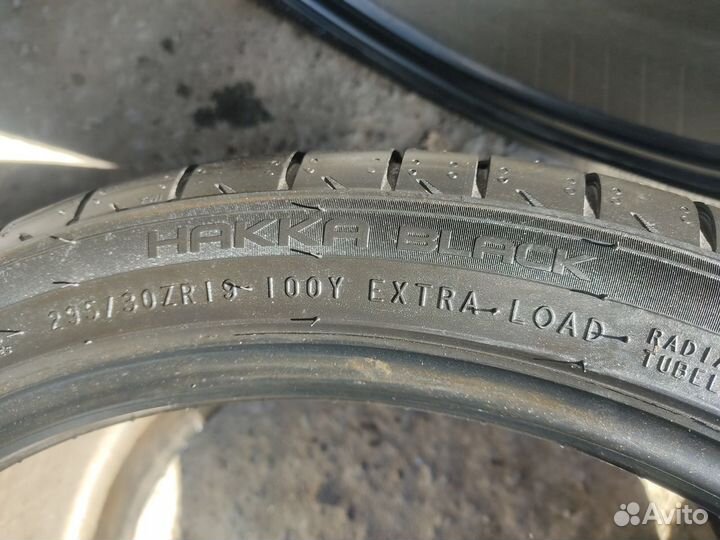 HAKKA BLACK
295/30ZR19 100Y EXTRA LOAD
RADIA
TUBEL
Avito